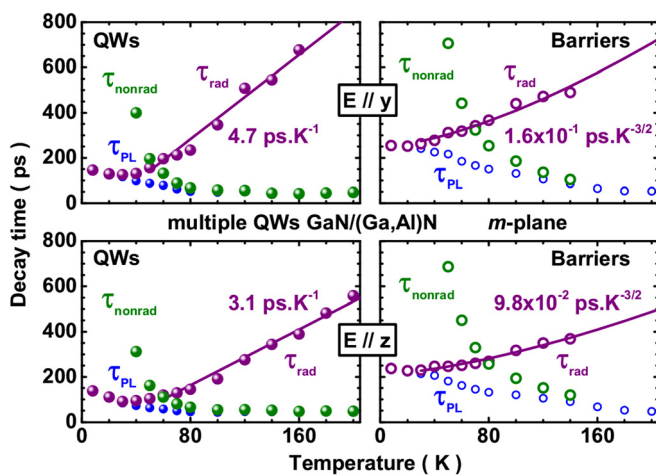 800
600
400
200
0
QWs
τnonrad
τrad
τPL
4.7 ps.K-1
E // y
Barriers
τnonrad
τrad
τPL
1.6x10-1 ps.K-3/2
Decay time ( ps )
multiple QWs GaN/(Ga,Al)N m-plane
800
600
400
200
0
QWs
3.1 ps.K-1
τnonrad
τPL
τrad
E // z
Barriers
τnonrad
9.8x10-2 ps.K-3/2
τrad
τPL
0 80 160
0 80 160
Temperature ( K )